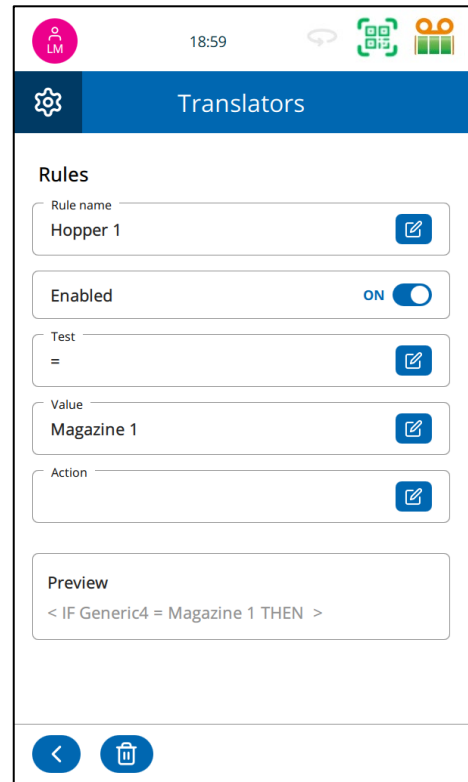 LM
18:59
Translators
Rules
Rule name
Hopper 1
Enabled
ON
Test
=
Value
Magazine 1
Action
Preview
< IF Generic4 = Magazine 1 THEN >